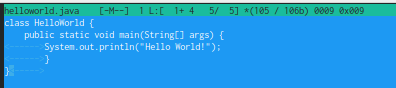 helloworld.java   [-M--]  1 L:[  1+ 4   5/  5] *(105 / 106b) 0009 0x009
class HelloWorld {
    public static void main(String[] args) {
<------>System.out.println("Hello World!");
<------>}
}<----->